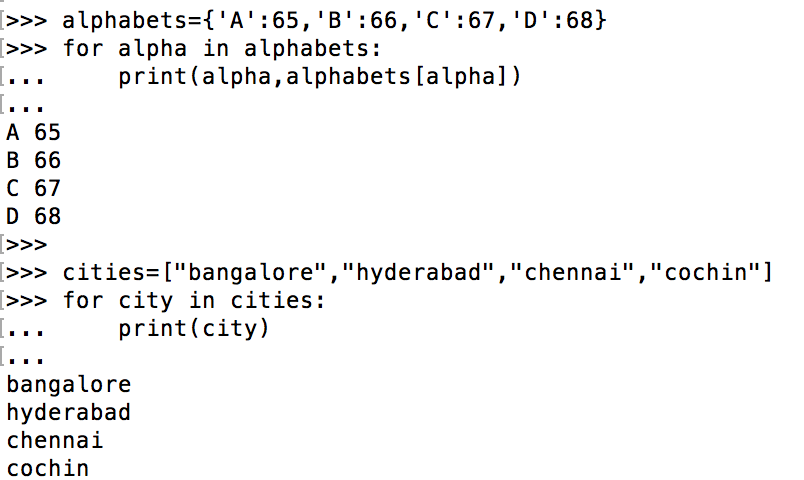 >>> alphabets={'A':65,'B':66,'C':67,'D':68}
>>> for alpha in alphabets:
...     print(alpha,alphabets[alpha])
...
A 65
B 66
C 67
D 68
>>>
>>> cities=["bangalore","hyderabad","chennai","cochin"]
>>> for city in cities:
...     print(city)
...
bangalore
hyderabad
chennai
cochin